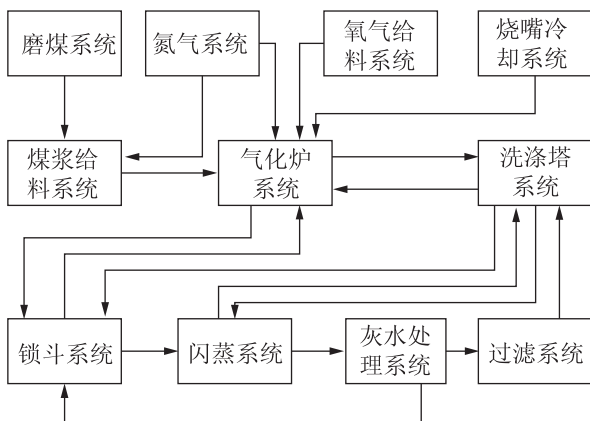 磨煤系统
氮气系统
氧气给
料系统
烧嘴冷
却系统
煤浆给
料系统
气化炉
系统
洗涤塔
系统
锁斗系统
闪蒸系统
灰水处
理系统
过滤系统